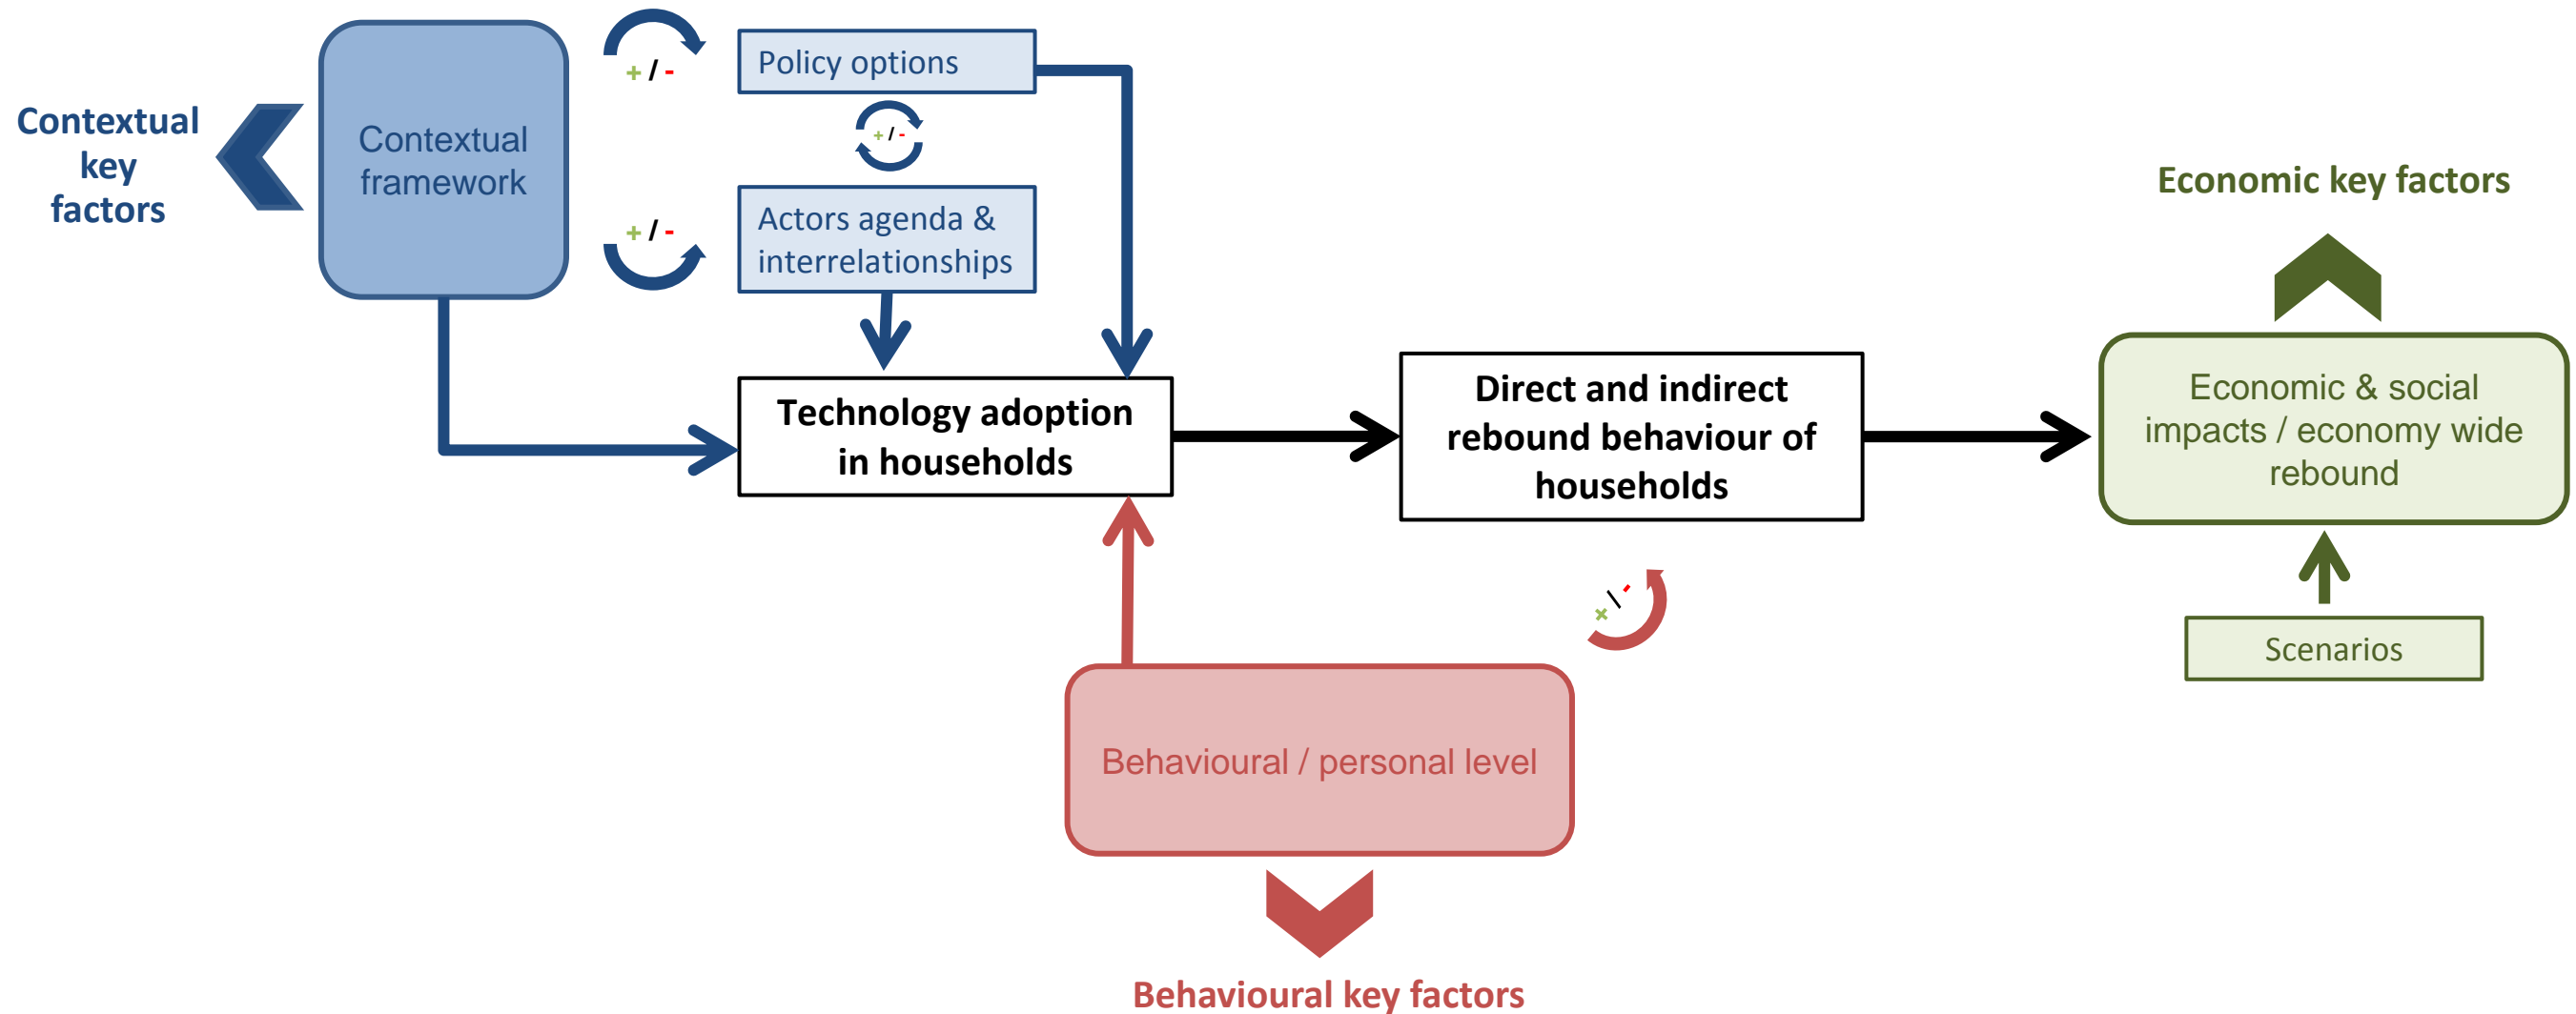 Contextual
key
factors
Contextual
framework
+ / -
+ / -
Policy options
+ / -
Actors agenda &
interrelationships
Technology adoption
in households
Direct and indirect
rebound behaviour of
households
+ / -
Behavioural / personal level
Behavioural key factors
Economic key factors
Economic & social
impacts / economy wide
rebound
Scenarios